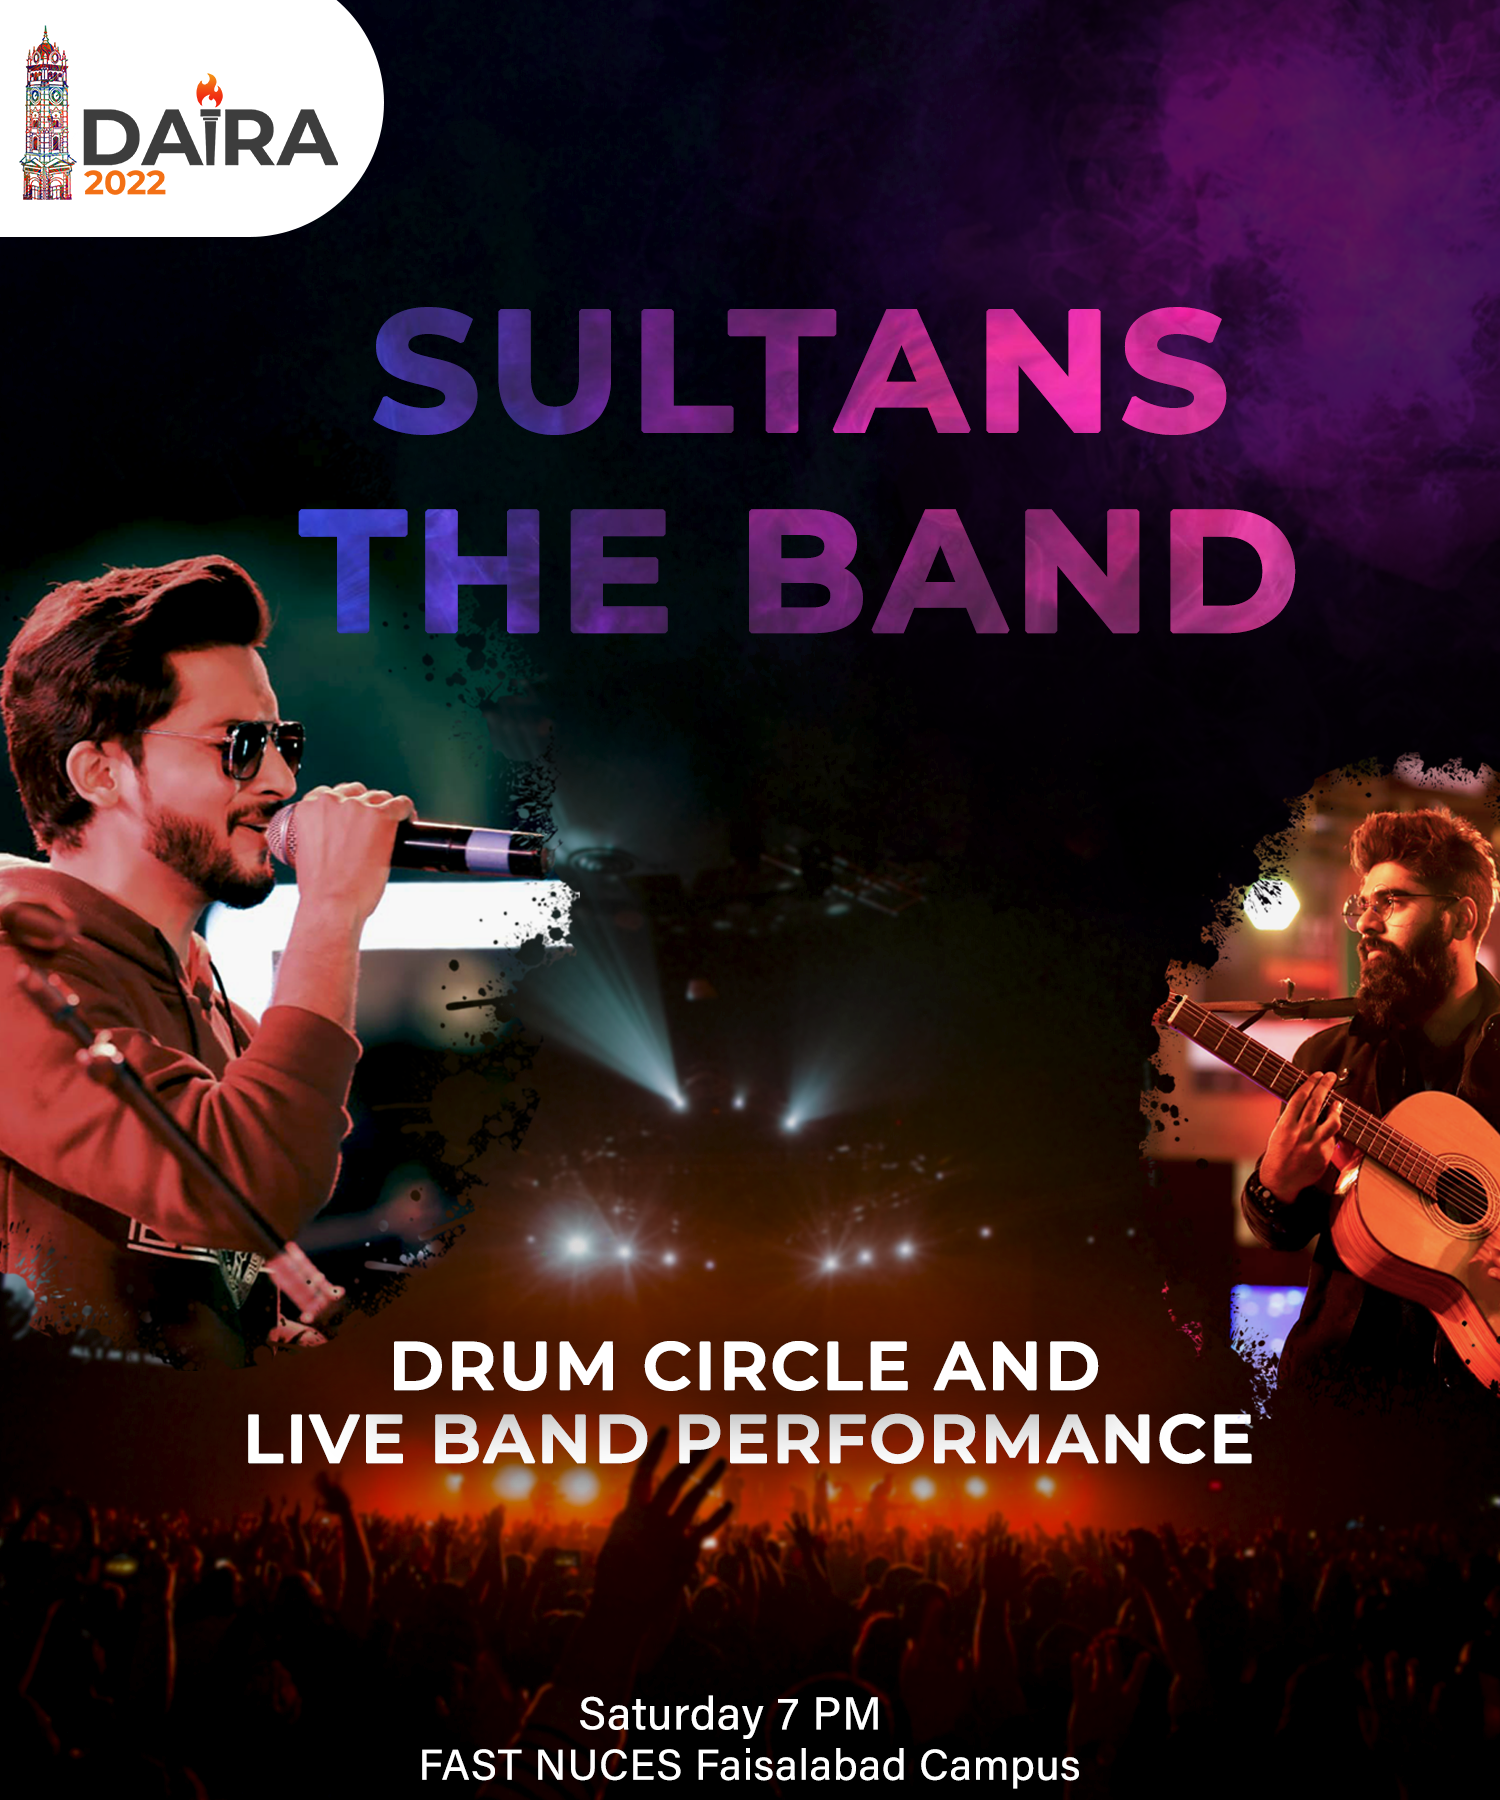 DAIRA
2022
SULTANS
THE BAND
DRUM CIRCLE AND
LIVE BAND PERFORMANCE
Saturday 7 PM
FAST NUCES Faisalabad Campus